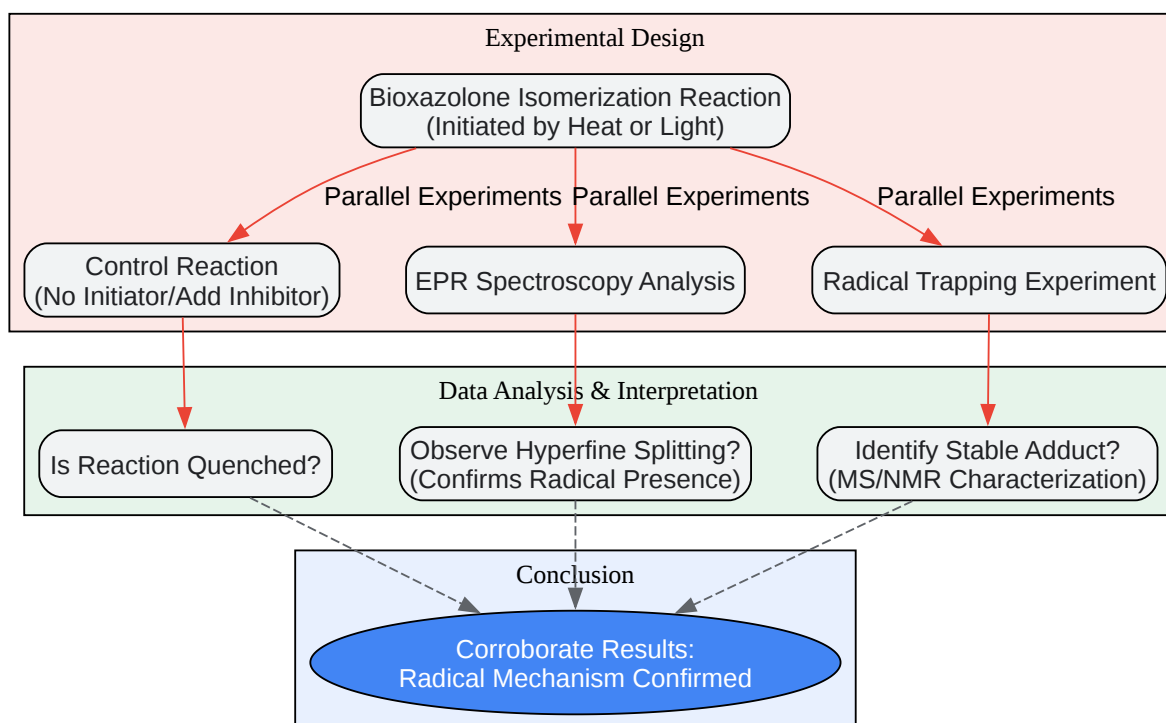 Experimental Design
Bioxazolone Isomerization Reaction
(Initiated by Heat or Light)
Parallel Experiments
Parallel Experiments
Parallel Experiments
Control Reaction
(No Initiator/Add Inhibitor)
EPR Spectroscopy Analysis
Radical Trapping Experiment
Data Analysis & Interpretation
Is Reaction Quenched?
Observe Hyperfine Splitting?
(Confirms Radical Presence)
Identify Stable Adduct?
(MS/NMR Characterization)
Conclusion
Corroborate Results:
Radical Mechanism Confirmed